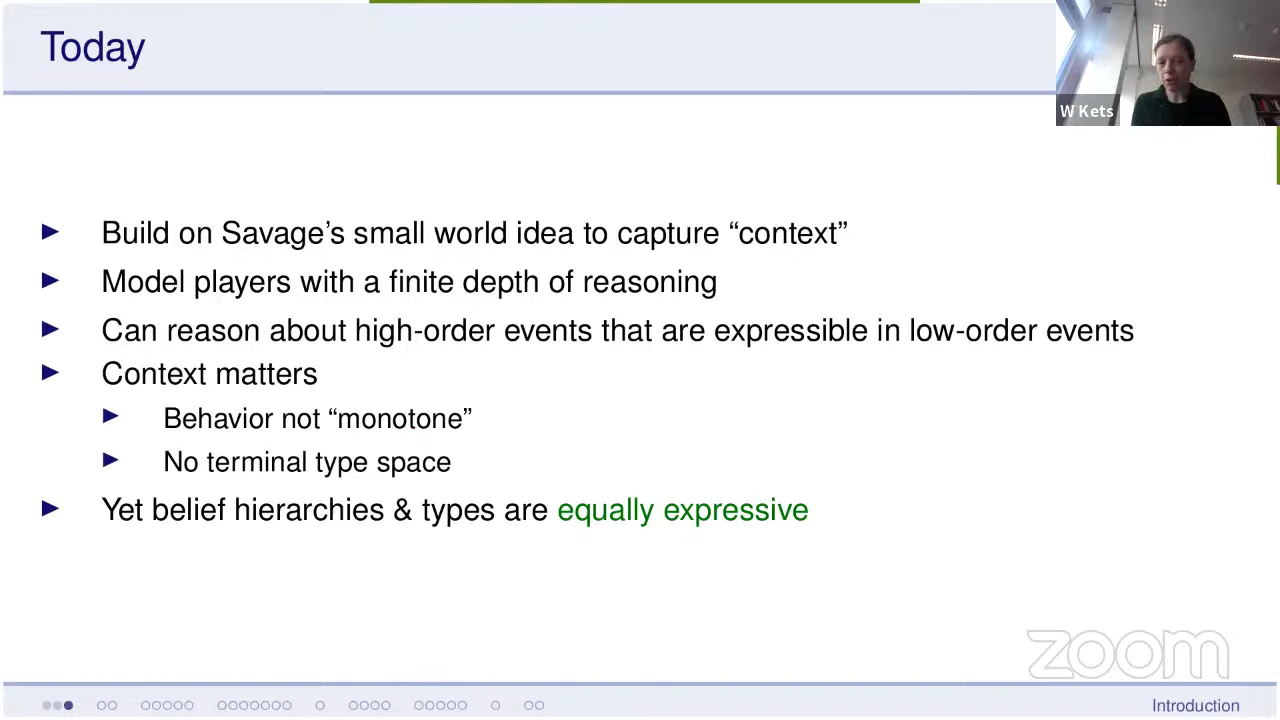 Today
W Kets
Build on Savage's small world idea to capture “context”
Model players with a finite depth of reasoning
Can reason about high-order events that are expressible in low-order events
Context matters
Behavior not “monotone”
No terminal type space
Yet belief hierarchies & types are equally expressive
zoom
Introduction